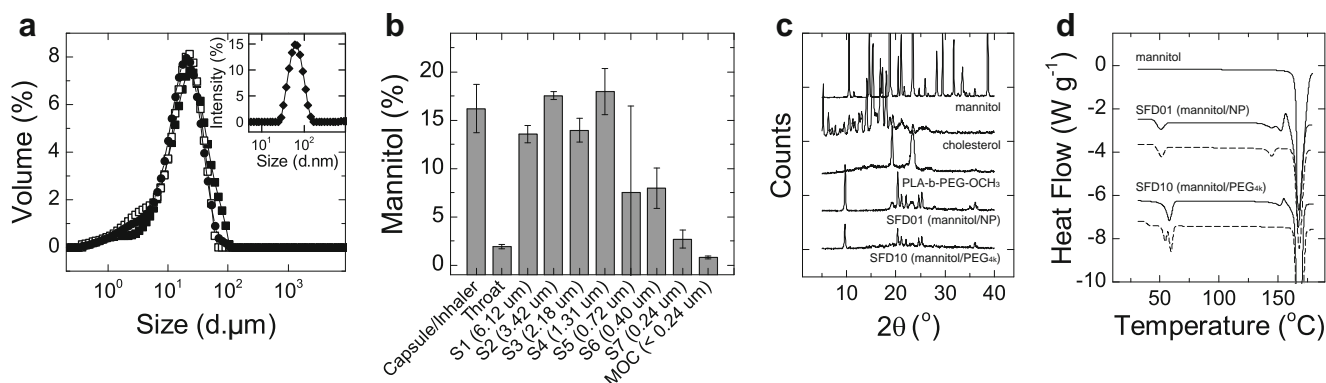 a
b
c
d
Volume (%)
8
6
4
2
0
10⁰
10¹
10²
10³
Size (d.µm)
Intensity (%)
15
10
5
0
10¹
10²
Size (d.nm)
Mannitol (%)
20
15
10
5
0
Capsule/Inhaler
Throat
S1 (6.12 um)
S2 (3.42 um)
S3 (2.18 um)
S4 (1.31 um)
S5 (0.72 um)
S6 (0.40 um)
S7 (0.24 um)
MOC (< 0.24 um)
Counts
mannitol
cholesterol
PLA-b-PEG-OCH₃
SFD01 (mannitol/NP)
SFD10 (mannitol/PEG₄ₖ)
10
20
30
40
2θ (°)
Heat Flow (W g⁻¹)
0
-2
-4
-6
-8
-10
mannitol
SFD01 (mannitol/NP)
SFD10 (mannitol/PEG₄ₖ)
50
100
150
Temperature (°C)